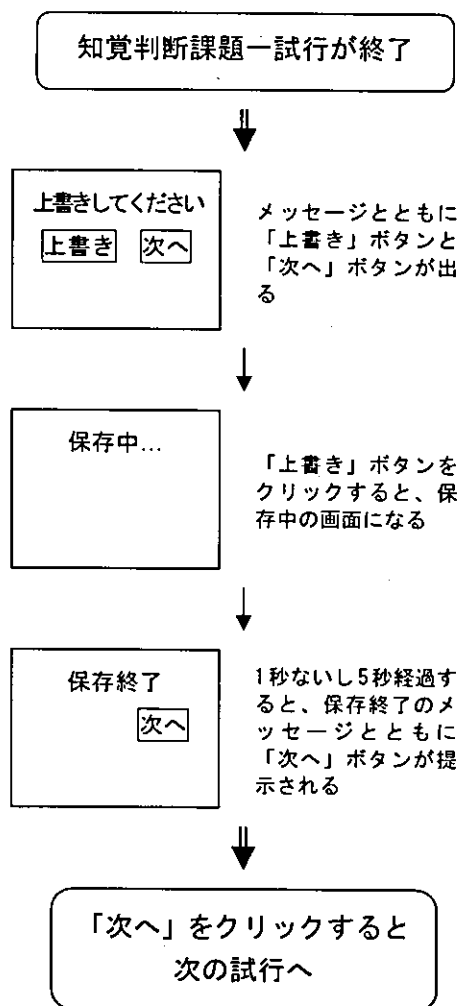 知覚判断課題一試行が終了
上書きしてください
上書き 次へ
メッセージとともに
「上書き」ボタンと
「次へ」ボタンが出
る
保存中...
「上書き」ボタンを
クリックすると、保
存中の画面になる
保存終了
次へ
1秒ないし5秒経過す
ると、保存終了のメ
ッセージとともに
「次へ」ボタンが提
示される
「次へ」をクリックすると
次の試行へ